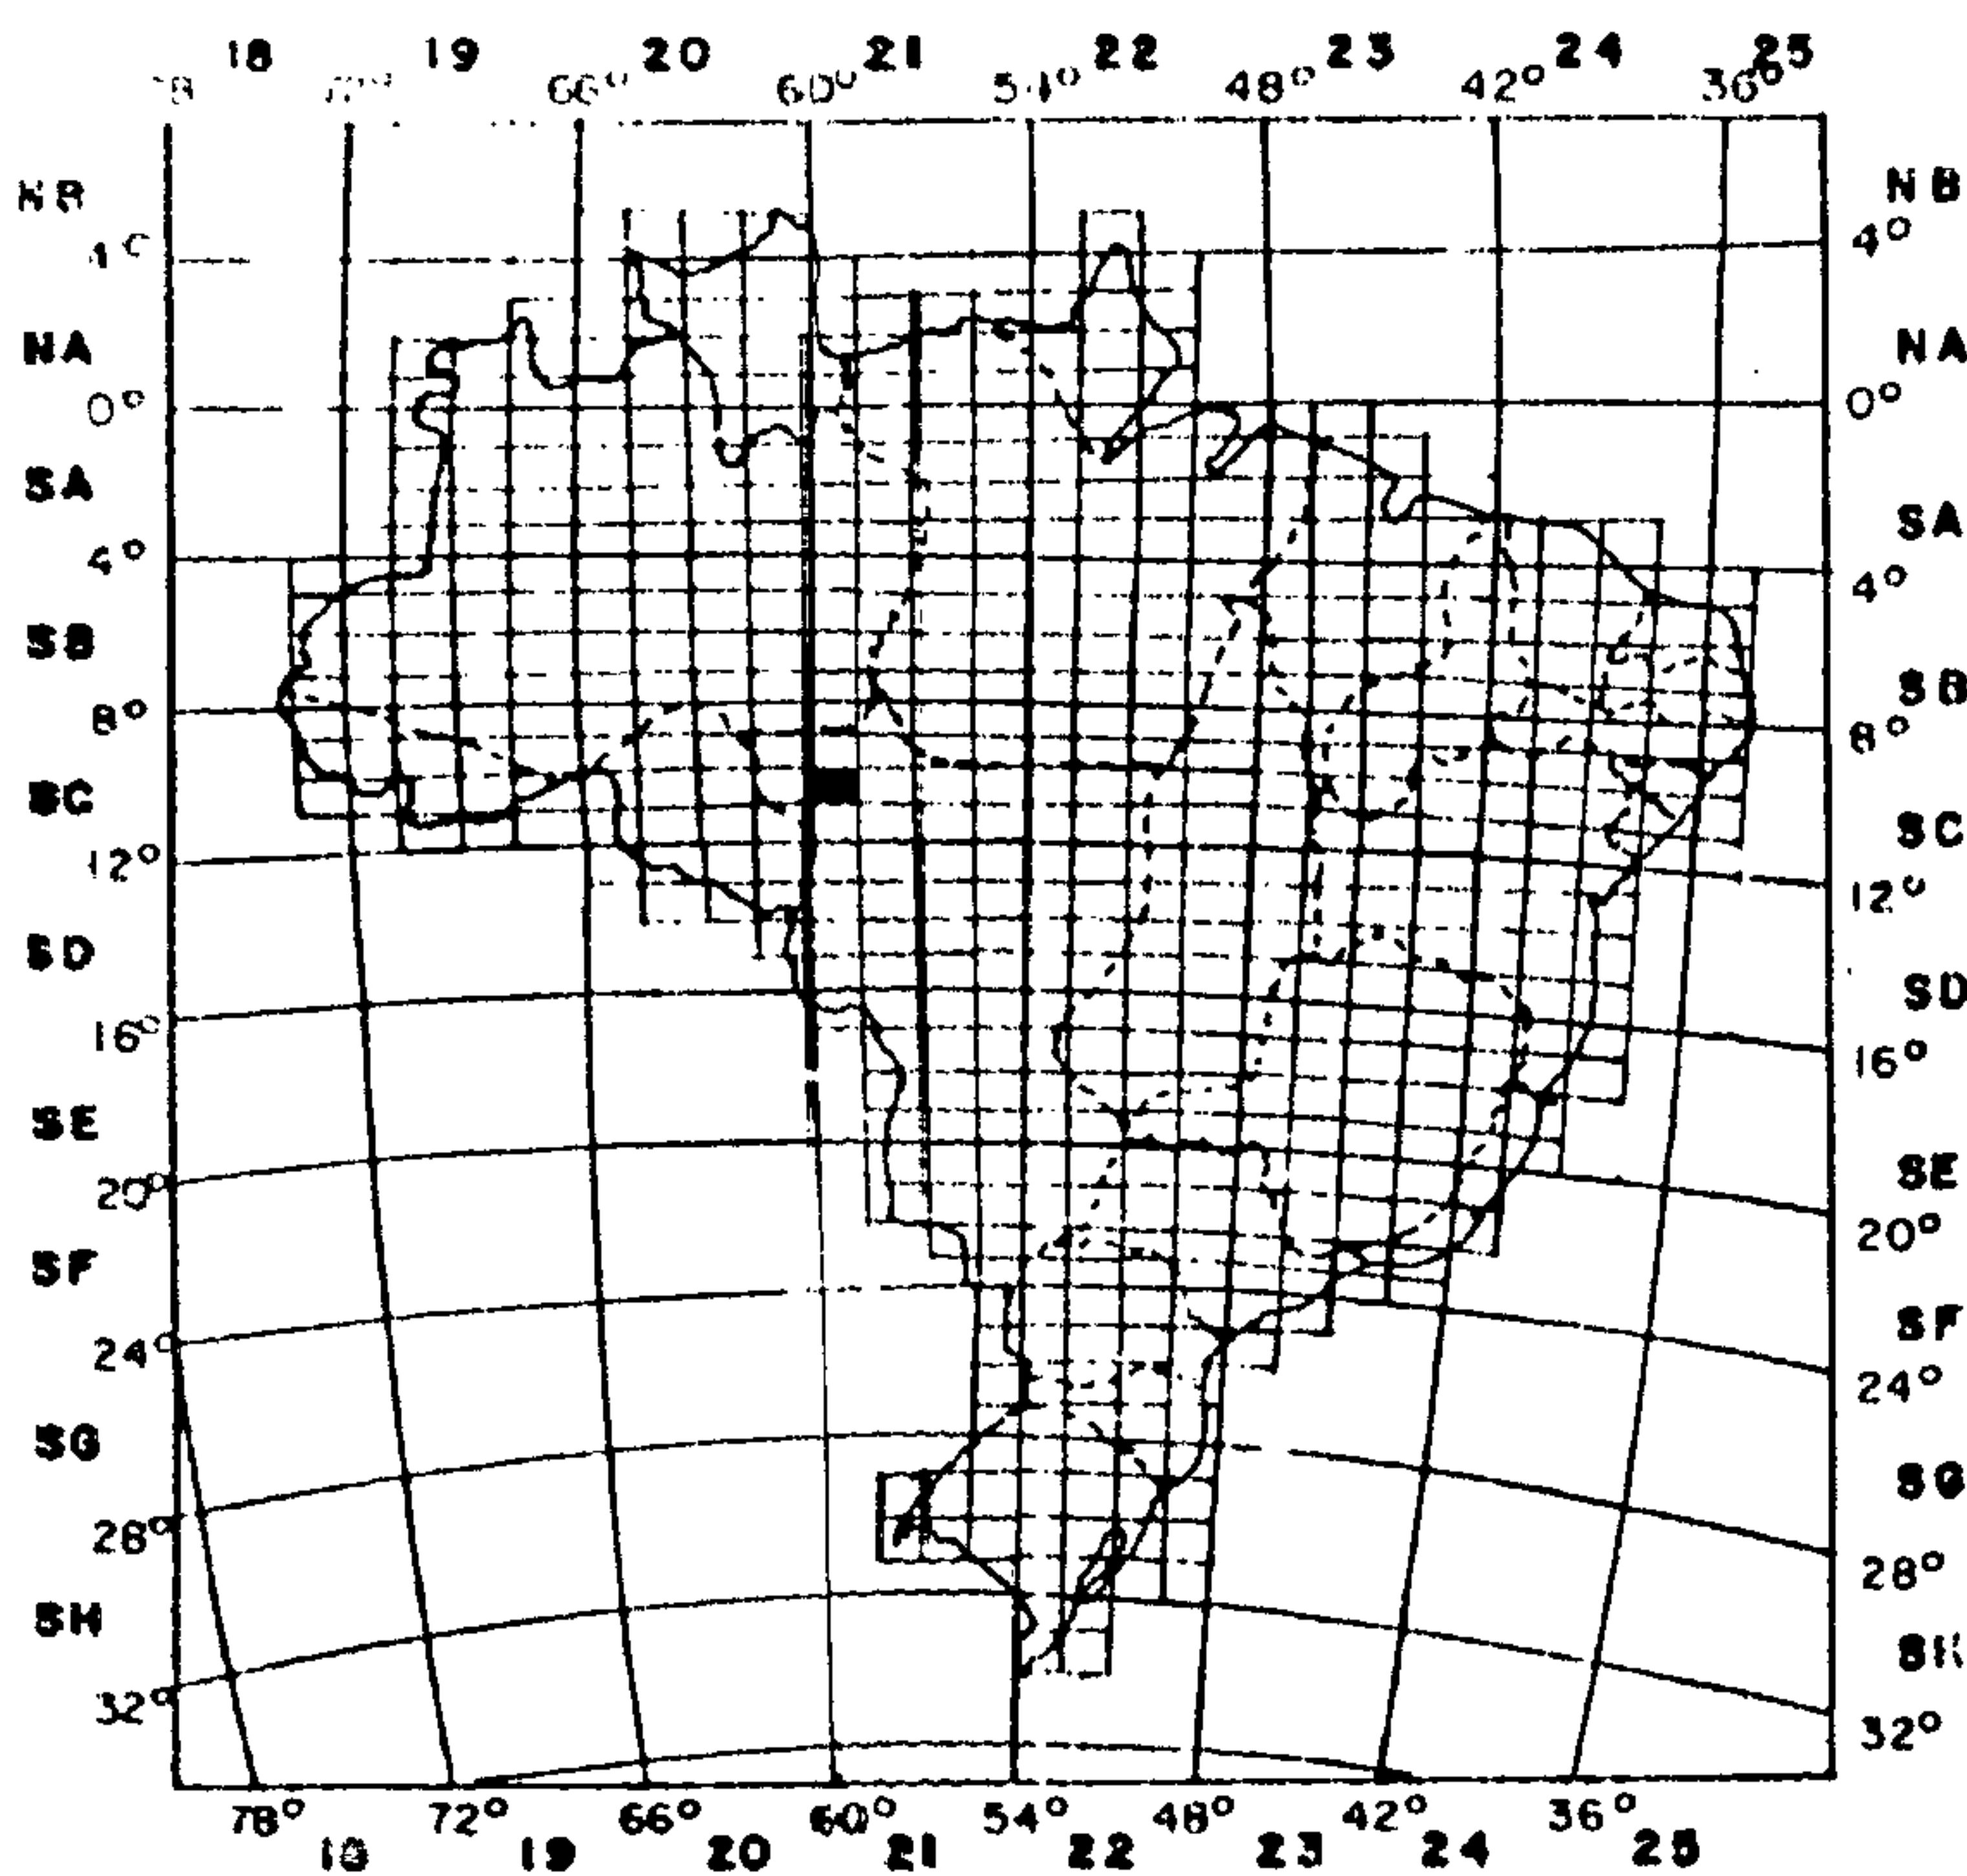 18 19 20 21 22 23 24 25
66° 60° 54° 48° 42° 36°
NB NB
4° 4°
NA NA
0° 0°
SA SA
4° 4°
SB SB
8° 8°
SC SC
12° 12°
SD SD
16° 16°
SE SE
20° 20°
SF SF
24° 24°
SG SG
28° 28°
SH
32° 32°
78° 72° 66° 60° 54° 48° 42° 36°
18 19 20 21 22 23 24 25